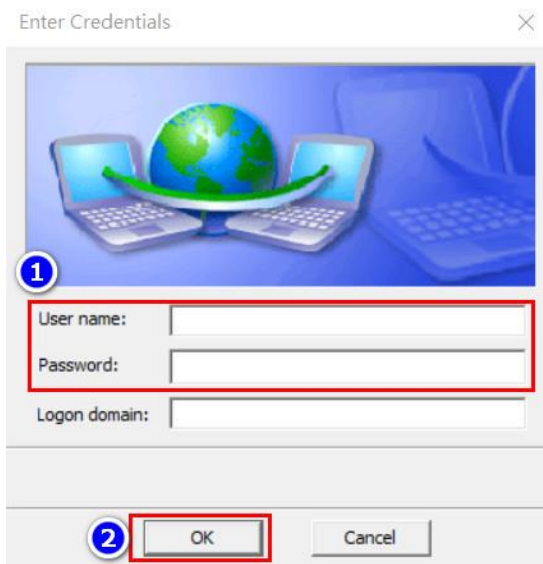 Enter Credentials
1
User name:
Password:
Logon domain:
2 OK Cancel